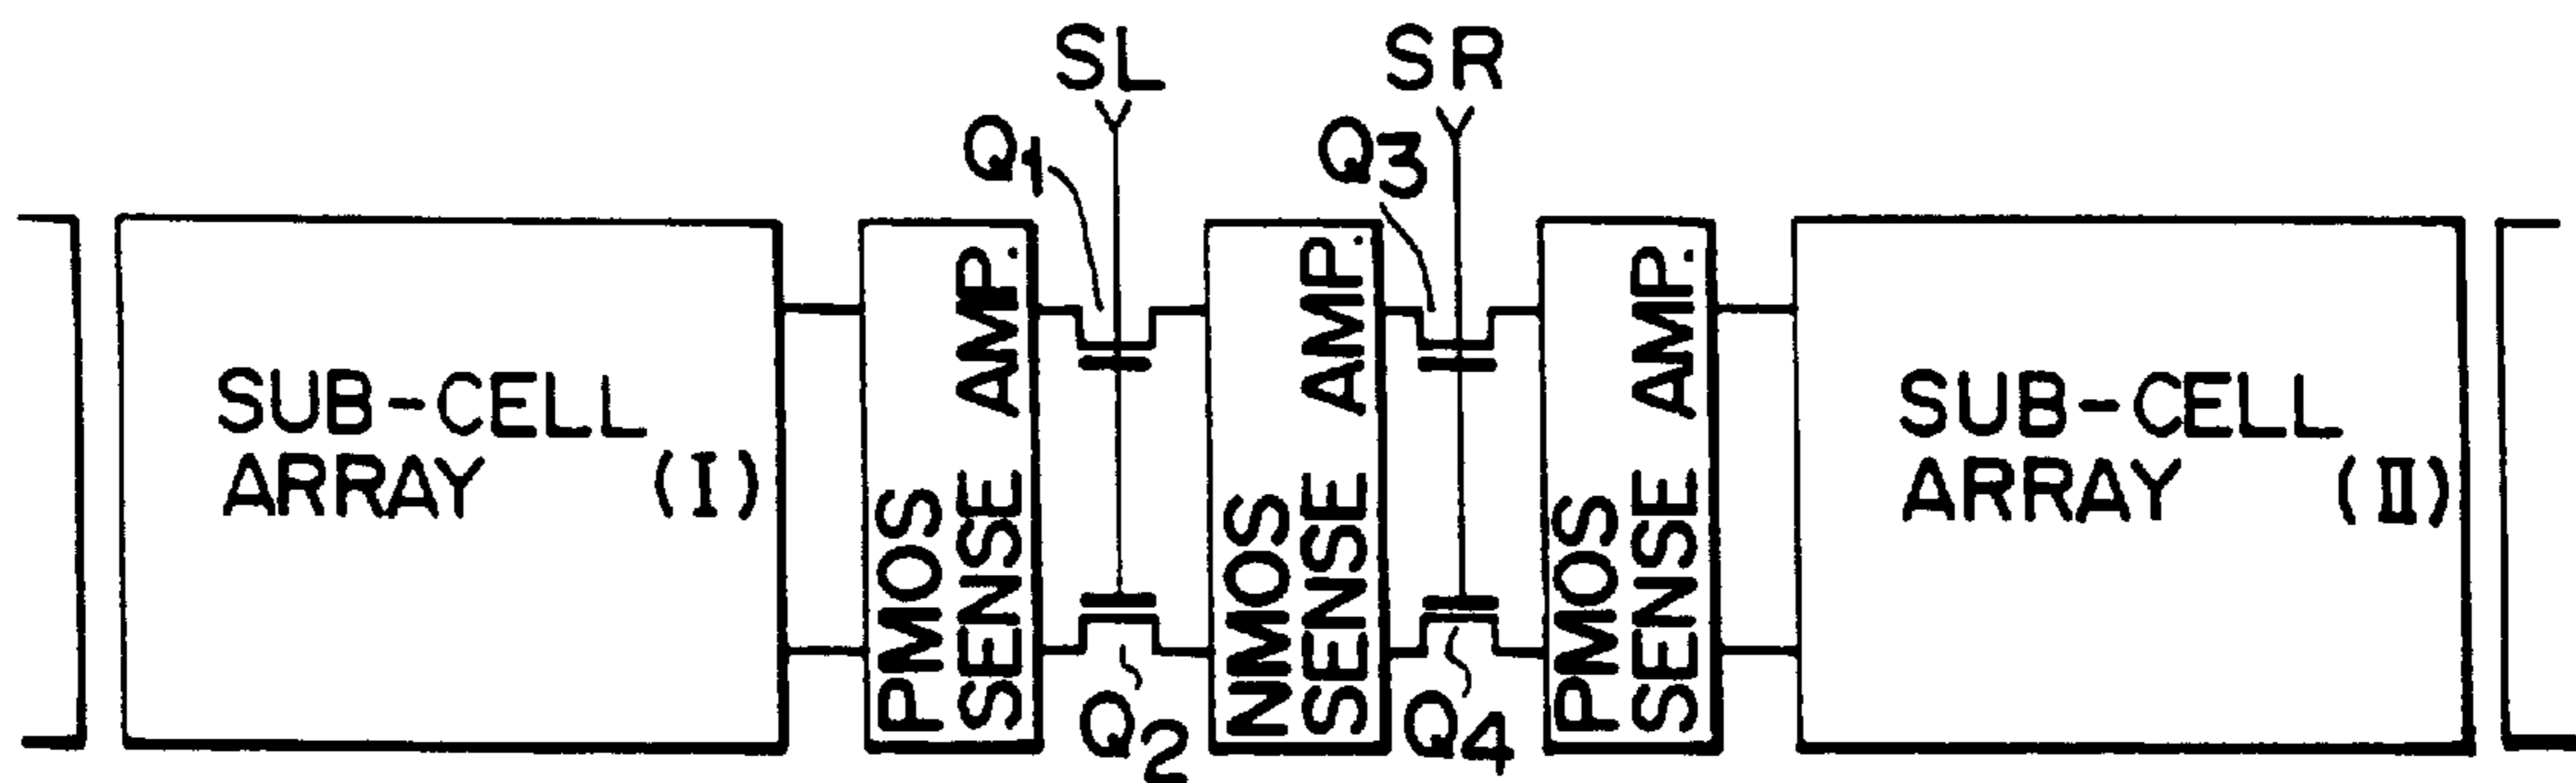 SL
SR
Q1
Q3
SUB-CELL
ARRAY (I)
PMOS
SENSE AMP.
NMOS
SENSE AMP.
PMOS
SENSE AMP.
SUB-CELL
ARRAY (II)
Q2
Q4